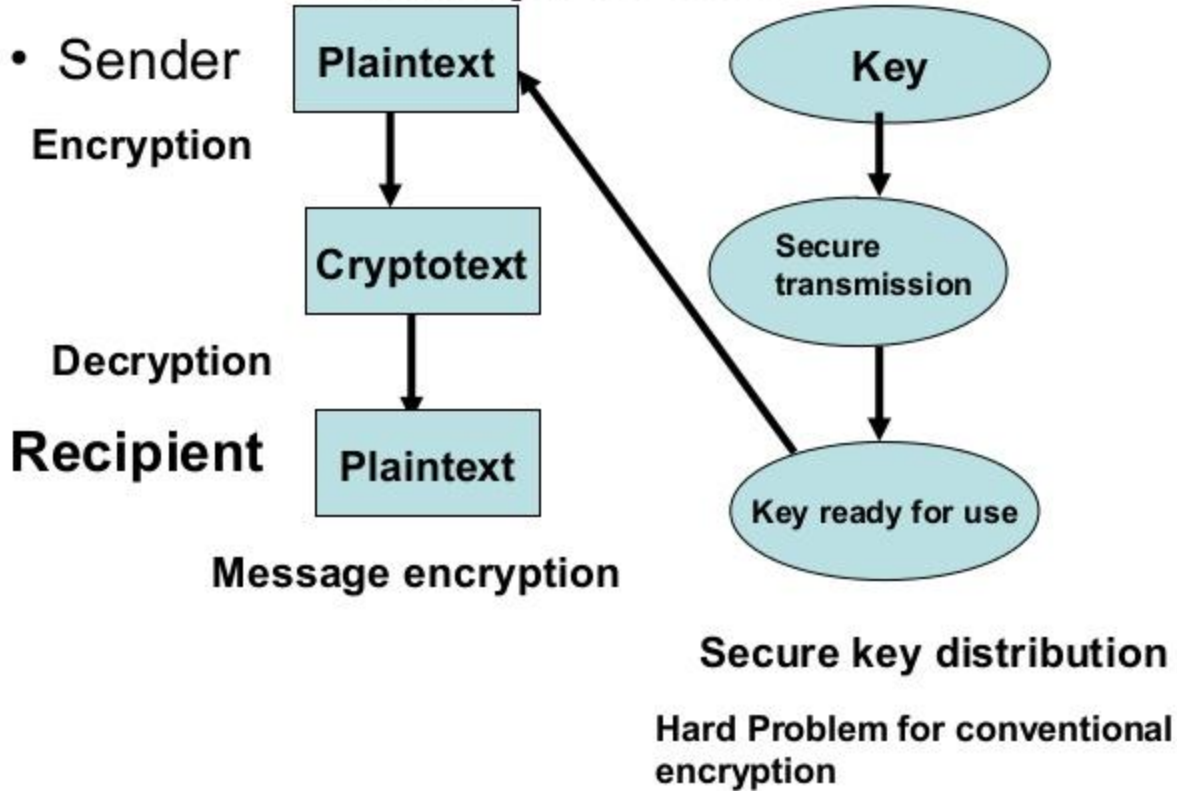 • Sender
Plaintext
Key
Encryption
Cryptotext
Secure
transmission
Decryption
Recipient
Plaintext
Key ready for use
Message encryption
Secure key distribution
Hard Problem for conventional
encryption